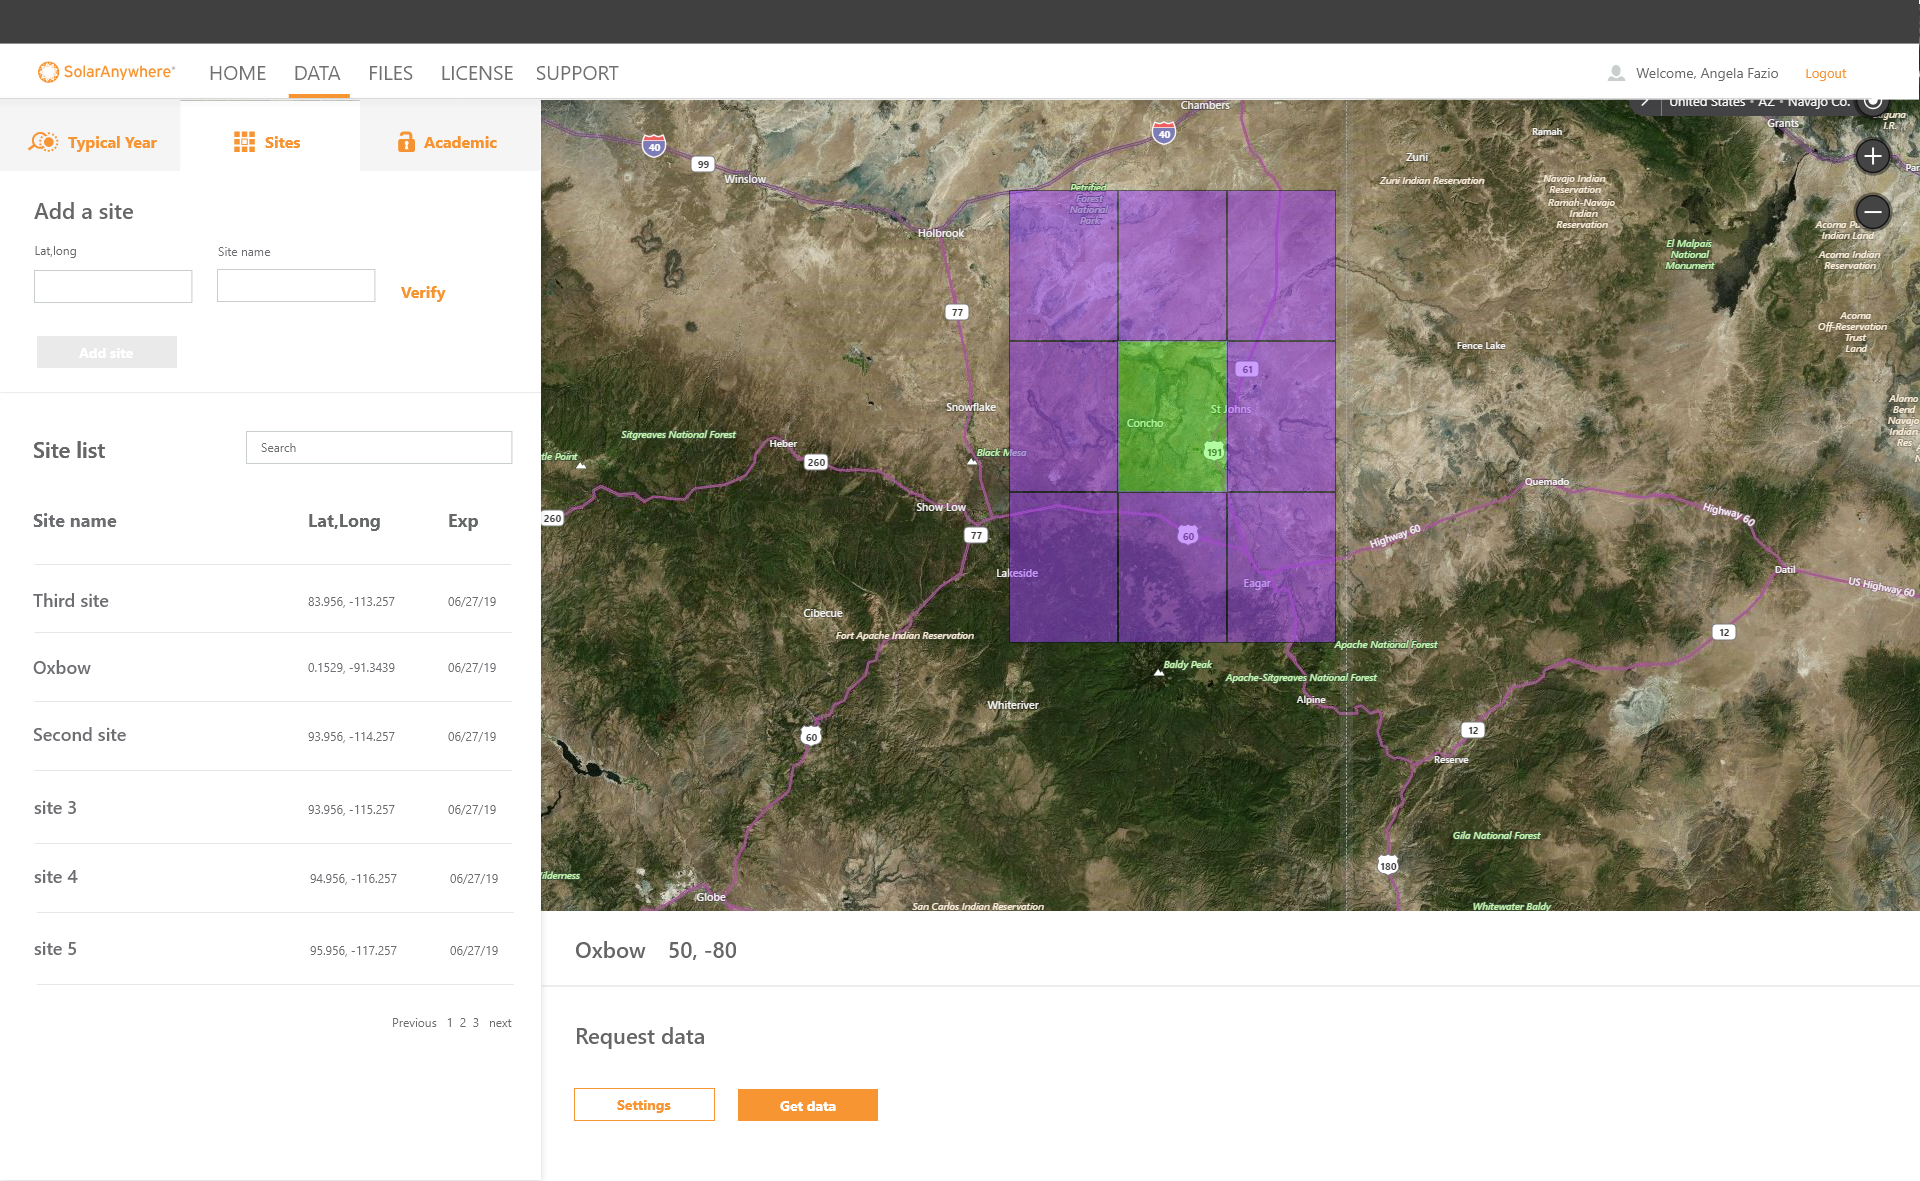 SolarAnywhere®
HOME DATA FILES LICENSE SUPPORT
Welcome, Angela Fazio Logout
Typical Year Sites Academic
Add a site
Lat,long
Site name
Verify
Add site
Site list
Search
Site name Lat,Long Exp
Third site 83.956, -113.257 06/27/19
Oxbow 0.1529, -91.3439 06/27/19
Second site 93.956, -114.257 06/27/19
site 3 93.956, -115.257 06/27/19
site 4 94.956, -116.257 06/27/19
site 5 95.956, -117.257 06/27/19
Previous 1 2 3 next
United States • AZ • Navajo Co.
Chambers
Grants
I.R.
40
40
99
Winslow
Ramah
Zuni
Zuni Indian Reservation
Navajo Indian
Reservation
Ramah-Navajo
Indian
Reservation
Petrified
Forest
National
Park
Holbrook
El Malpais
National
Monument
Acoma
Indian Land
Acoma Indian
Reservation
77
Acoma
Off-Reservation
Trust
Land
Fence Lake
61
Snowflake
St Johns
Concho
Alamo
Bend
Navajo
Indian
Res
Sitgreaves National Forest
Heber
260
Black Mesa
191
tle Point
Quemado
260
Show Low
77
60
Highway 60
Highway 60
Lakeside
Eagar
Datil
US Highway 60
Cibecue
Fort Apache Indian Reservation
12
Apache National Forest
Baldy Peak
Apache-Sitgreaves National Forest
Whiteriver
Alpine
60
12
Reserve
Gila National Forest
180
ilderness
Globe
San Carlos Indian Reservation
Whitewater Baldy
Oxbow 50, -80
Request data
Settings Get data